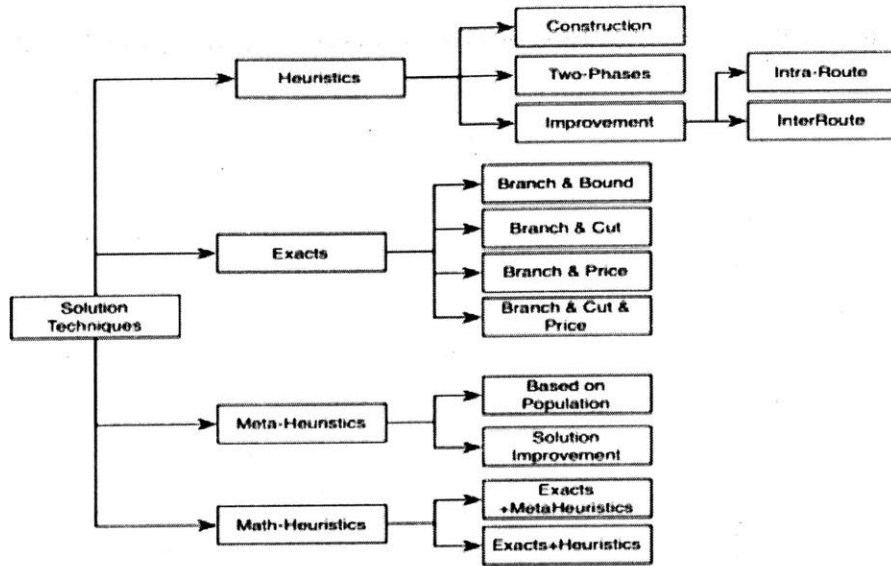 Construction
Heuristics
Two-Phases
Intra-Route
Improvement
InterRoute
Branch & Bound
Branch & Cut
Exacts
Branch & Price
Branch & Cut &
Price
Solution
Techniques
Based on
Population
Meta-Heuristics
Solution
Improvement
Exacts
+MetaHeuristics
Math-Heuristics
Exacts+Heuristics